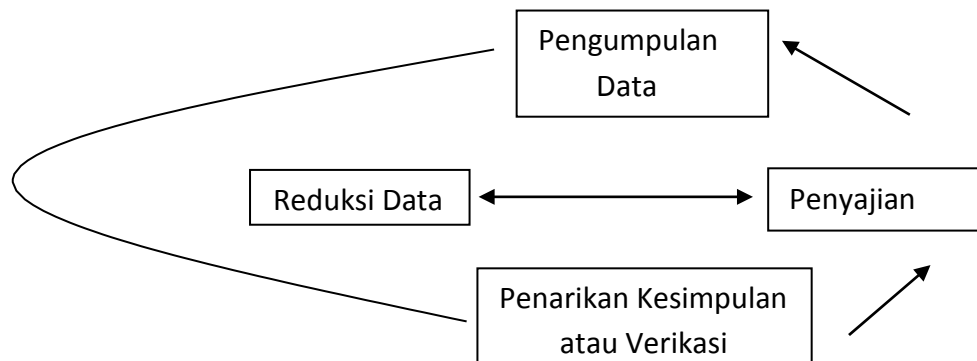 Pengumpulan
Data
Reduksi Data
Penyajian
Penarikan Kesimpulan
atau Verikasi